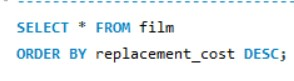 SELECT * FROM film
ORDER BY replacement_cost DESC;